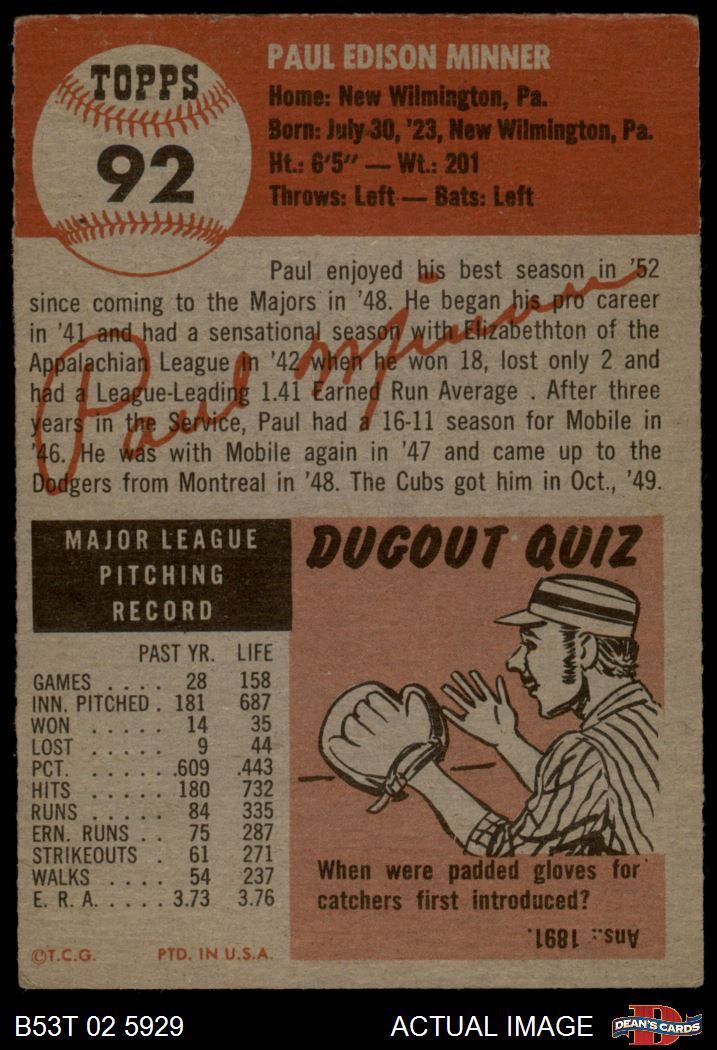 TOPPS
92
PAUL EDISON MINNER
Home: New Wilmington, Pa.
Born: July 30, '23, New Wilmington, Pa.
Ht.: 6'5" — Wt.: 201
Throws: Left — Bats: Left
Paul enjoyed his best season in '52
since coming to the Majors in '48. He began his pro career
in '41 and had a sensational season with Elizabethton of the
Appalachian League in '42 when he won 18, lost only 2 and
had a League-Leading 1.41 Earned Run Average . After three
years in the Service, Paul had a 16-11 season for Mobile in
'46. He was with Mobile again in '47 and came up to the
Dodgers from Montreal in '48. The Cubs got him in Oct., '49.
Paul Minner
MAJOR LEAGUE
PITCHING
RECORD
PAST YR. LIFE
GAMES . . . . 28 158
INN. PITCHED . 181 687
WON . . . . . 14 35
LOST . . . . . 9 44
PCT. . . . . . .609 .443
HITS . . . . . 180 732
RUNS . . . . . 84 335
ERN. RUNS . . 75 287
STRIKEOUTS . 61 271
WALKS . . . . 54 237
E. R. A. . . . . 3.73 3.76
©T.C.G. PTD. IN U.S.A.
DUGOUT QUIZ
When were padded gloves for
catchers first introduced?
Ans.: 1891.
B53T 02 5929
ACTUAL IMAGE
D
DEAN'S CARDS